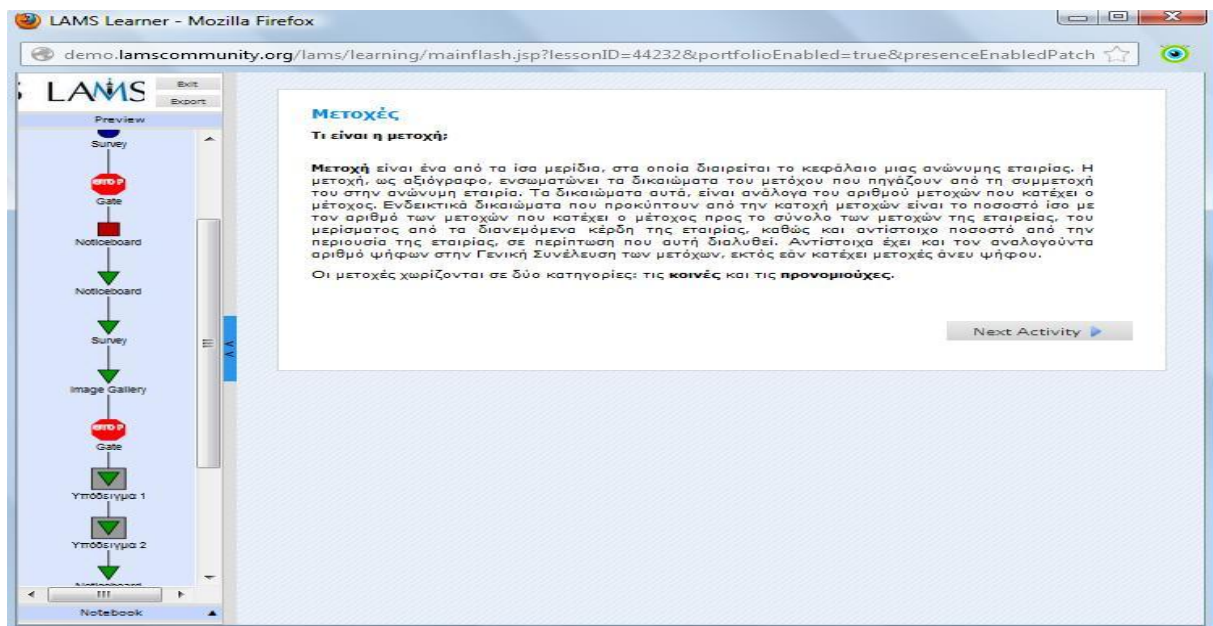 LAMS Learner - Mozilla Firefox
demo.lamscommunity.org/lams/learning/mainflash.jsp?lessonID=44232&portfolioEnabled=true&presenceEnabledPatch
LAMS
Exit
Export
Preview
Survey
STOP
Gate
Noticeboard
Noticeboard
Survey
Image Gallery
STOP
Gate
Υπόδειγμα 1
Υπόδειγμα 2
Noticeboard
Notebook
Μετοχές
Τι είναι η μετοχή;
Μετοχή είναι ένα από τα ίσα μερίδια, στα οποία διαιρείται το κεφάλαιο μιας ανώνυμης εταιρίας. Η
μετοχή, ως αξιόγραφο, ενσωματώνει τα δικαιώματα του μετόχου που πηγάζουν από τη συμμετοχή
του στην ανώνυμη εταιρία. Τα δικαιώματα αυτά, είναι ανάλογα του αριθμού μετοχών που κατέχει ο
μέτοχος. Ενδεικτικά δικαιώματα που προκύπτουν από την κατοχή μετοχών είναι το ποσοστό ίσο με
τον αριθμό των μετοχών που κατέχει ο μέτοχος προς το σύνολο των μετοχών της εταιρείας, του
μερίσματος από τα διανεμόμενα κέρδη της εταιρίας, καθώς και αντίστοιχο ποσοστό από την
περιουσία της εταιρίας, σε περίπτωση που αυτή διαλυθεί. Αντίστοιχα έχει και τον αναλογούντα
αριθμό ψήφων στην Γενική Συνέλευση των μετόχων, εκτός εάν κατέχει μετοχές άνευ ψήφου.
Οι μετοχές χωρίζονται σε δύο κατηγορίες: τις κοινές και τις προνομιούχες.
Next Activity